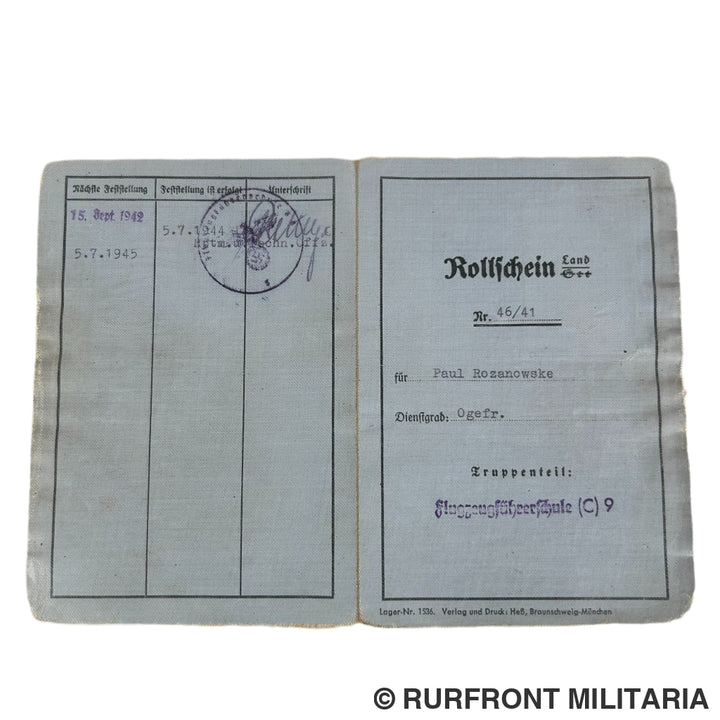 Nächste Feststellung
Feststellung ist erfolgt
Unterschrift
15. Sept. 1942
5.7.1944
5.7.1945
Techn.Offz.
Rollschein Land
See
Nr. 46/41
für Paul Rozanowske
Dienstgrad: Ogefr.
Truppenteil:
Flugzeugführerschule (C) 9
Lager-Nr. 1536. Verlag und Druck: Heß, Braunschweig-München
© RURFRONT MILITARIA